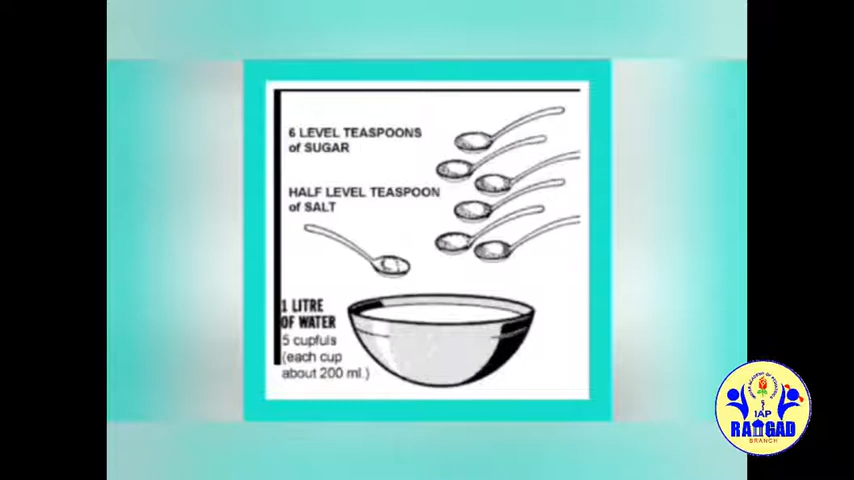 6 LEVEL TEASPOONS
of SUGAR
HALF LEVEL TEASPOON
of SALT
1 LITRE
OF WATER
5 cupfuls
(each cup
about 200 ml.)
IAP
RAIGAD
BRANCH